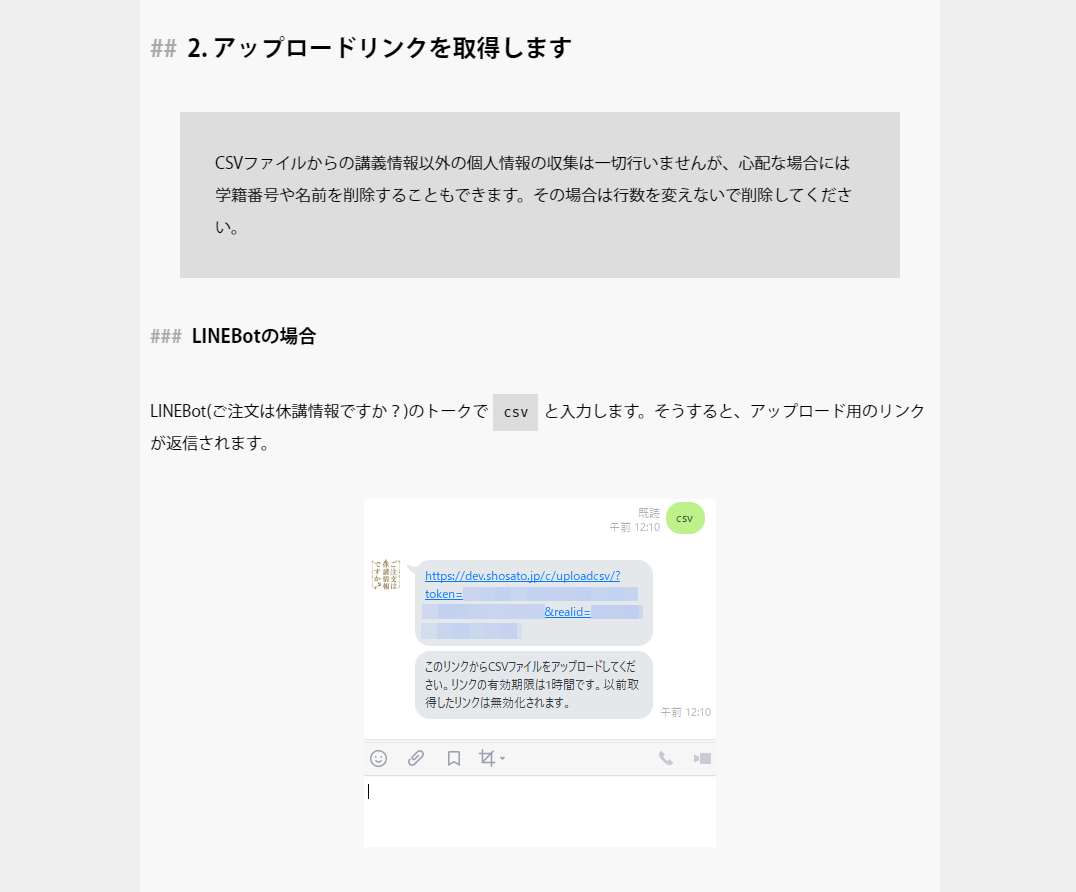 ## 2. アップロードリンクを取得します
CSVファイルからの講義情報以外の個人情報の収集は一切行いませんが、心配な場合には
学籍番号や名前を削除することもできます。その場合は行数を変えないで削除してくださ
い。
### LINEBotの場合
LINEBot(ご注文は休講情報ですか？)のトークで csv と入力します。そうすると、アップロード用のリンク
が返信されます。
既読
午前 12:10
csv
ご注文は
休講情報
ですか?
https://dev.shosato.jp/c/uploadcsv/?
token=
&realid=
このリンクからCSVファイルをアップロードしてくだ
さい。リンクの有効期限は1時間です。以前取
得したリンクは無効化されます。
午前 12:10